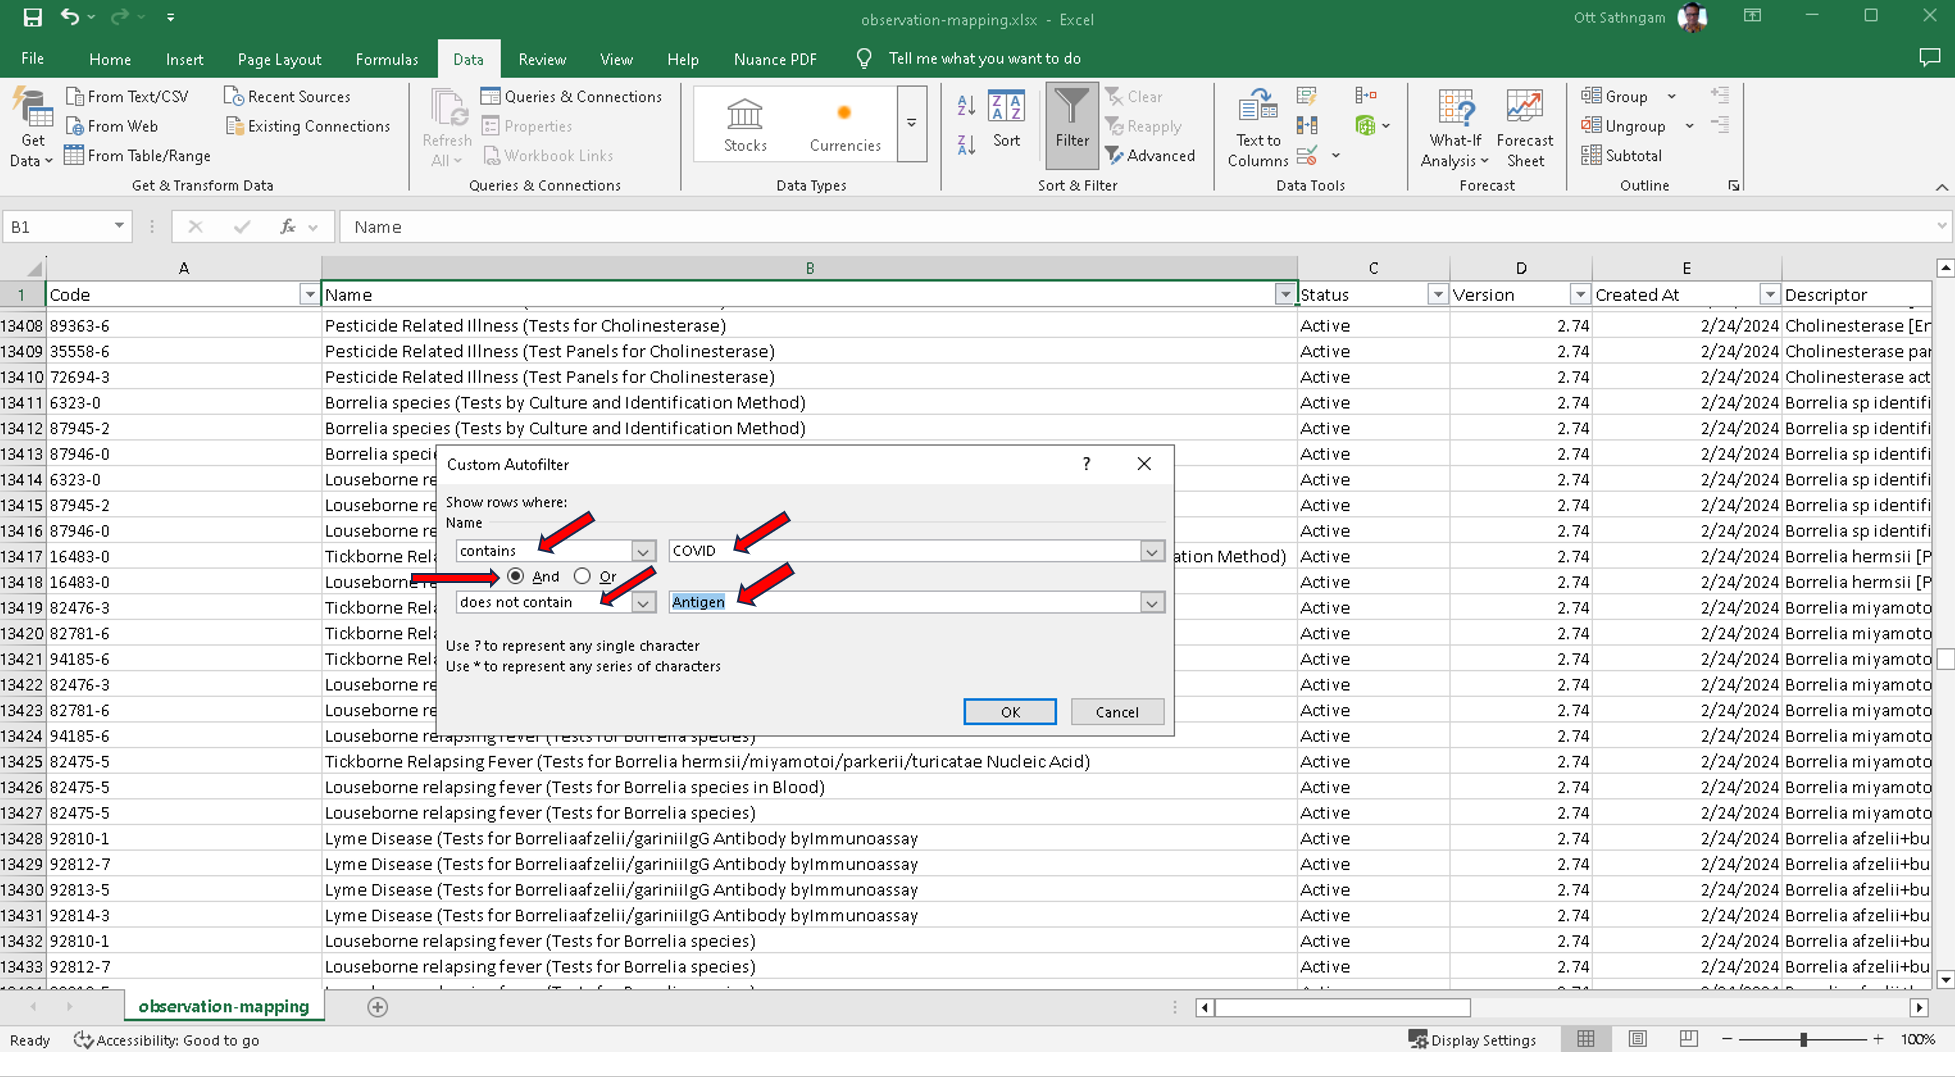 observation-mapping.xlsx - Excel
Ott Sathngam
File Home Insert Page Layout Formulas Data Review View Help Nuance PDF Tell me what you want to do
Get Data
From Text/CSV
From Web
From Table/Range
Recent Sources
Existing Connections
Get & Transform Data
Refresh All
Queries & Connections
Properties
Workbook Links
Queries & Connections
Stocks
Currencies
Data Types
Sort
Filter
Clear
Reapply
Advanced
Sort & Filter
Text to Columns
Data Tools
What-If Analysis
Forecast Sheet
Forecast
Group
Ungroup
Subtotal
Outline
B1 fx Name
A B C D E
1 Code Name Status Version Created At Descriptor
13408 89363-6 Pesticide Related Illness (Tests for Cholinesterase) Active 2.74 2/24/2024 Cholinesterase [En
13409 35558-6 Pesticide Related Illness (Test Panels for Cholinesterase) Active 2.74 2/24/2024 Cholinesterase par
13410 72694-3 Pesticide Related Illness (Test Panels for Cholinesterase) Active 2.74 2/24/2024 Cholinesterase act
13411 6323-0 Borrelia species (Tests by Culture and Identification Method) Active 2.74 2/24/2024 Borrelia sp identifi
13412 87945-2 Borrelia species (Tests by Culture and Identification Method) Active 2.74 2/24/2024 Borrelia sp identifi
13413 87946-0 Borrelia speci Active 2.74 2/24/2024 Borrelia sp identifi
13414 6323-0 Louseborne re Active 2.74 2/24/2024 Borrelia sp identifi
13415 87945-2 Louseborne re Active 2.74 2/24/2024 Borrelia sp identifi
13416 87946-0 Louseborne re Active 2.74 2/24/2024 Borrelia sp identifi
13417 16483-0 Tickborne Rela ation Method) Active 2.74 2/24/2024 Borrelia hermsii [P
13418 16483-0 Louseborne re Active 2.74 2/24/2024 Borrelia hermsii [P
13419 82476-3 Tickborne Rela Active 2.74 2/24/2024 Borrelia miyamoto
13420 82781-6 Tickborne Rela Active 2.74 2/24/2024 Borrelia miyamoto
13421 94185-6 Tickborne Rela Active 2.74 2/24/2024 Borrelia miyamoto
13422 82476-3 Louseborne re Active 2.74 2/24/2024 Borrelia miyamoto
13423 82781-6 Louseborne re Active 2.74 2/24/2024 Borrelia miyamoto
13424 94185-6 Louseborne relapsing fever (Tests for Borrelia species) Active 2.74 2/24/2024 Borrelia miyamoto
13425 82475-5 Tickborne Relapsing Fever (Tests for Borrelia hermsii/miyamotoi/parkerii/turicatae Nucleic Acid) Active 2.74 2/24/2024 Borrelia miyamoto
13426 82475-5 Louseborne relapsing fever (Tests for Borrelia species in Blood) Active 2.74 2/24/2024 Borrelia miyamoto
13427 82475-5 Louseborne relapsing fever (Tests for Borrelia species) Active 2.74 2/24/2024 Borrelia miyamoto
13428 92810-1 Lyme Disease (Tests for Borreliaafzelii/gariniiIgG Antibody byImmunoassay Active 2.74 2/24/2024 Borrelia afzelii+bu
13429 92812-7 Lyme Disease (Tests for Borreliaafzelii/gariniiIgG Antibody byImmunoassay Active 2.74 2/24/2024 Borrelia afzelii+bu
13430 92813-5 Lyme Disease (Tests for Borreliaafzelii/gariniiIgG Antibody byImmunoassay Active 2.74 2/24/2024 Borrelia afzelii+bu
13431 92814-3 Lyme Disease (Tests for Borreliaafzelii/gariniiIgG Antibody byImmunoassay Active 2.74 2/24/2024 Borrelia afzelii+bu
13432 92810-1 Louseborne relapsing fever (Tests for Borrelia species) Active 2.74 2/24/2024 Borrelia afzelii+bu
13433 92812-7 Louseborne relapsing fever (Tests for Borrelia species) Active 2.74 2/24/2024 Borrelia afzelii+bu
Custom Autofilter ?
Show rows where:
Name
contains COVID
And Or
does not contain Antigen
Use ? to represent any single character
Use * to represent any series of characters
OK Cancel
observation-mapping
Ready Accessibility: Good to go Display Settings 100%